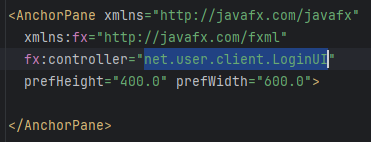 <AnchorPane xmlns="http://javafx.com/javafx"
xmlns:fx="http://javafx.com/fxml"
fx:controller="net.user.client.LoginUI"
prefHeight="400.0" prefWidth="600.0">
</AnchorPane>